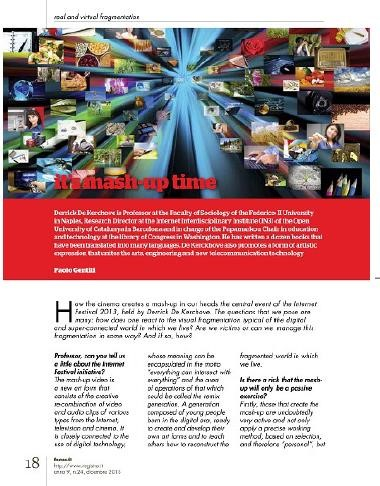 real and virtual fragmentation
It's mash-up time
Derrick De Kerchove is Professor at the Faculty of Sociology of the Federico II University
in Naples, Research Director at the Internet Interdisciplinary Institute (IN3) of the Open
University of Catalunya in Barcelona and in charge of the Papamarkou Chair in education
and technology at the library of Congress in Washington. He has written a dozen books that
have been translated into many languages. De Kerchove also promotes a form of artistic
expression that unites the arts, engineering and new telecommunication technology
Paolo Gentili
How the cinema creates a mash-up in our heads the central event of the Internet
Festival 2013, held by Derrick De Kerchove. The questions that we pose are
many: how does one react to the visual fragmentation typical of the digital
and super-connected world in which we live? Are we victims or can we manage this
fragmentation in some way? And if so, how?
Professor, can you tell us
a little about the Internet
Festival initiative?
The mash-up video is
a new art form that
consists of the creative
re-combination of video
and audio clips of various
types from the Internet,
television and cinema. It
is closely connected to the
use of digital technology,
whose meaning can be
encapsulated in the motto
"everything can intersect with
everything" and the area
of operations of that which
could be called the remix
generation. A generation
composed of young people
born in the digital era, ready
to create and develop their
own art forms and to teach
others how to reconstruct the
fragmented world in which
we live.
Is there a risk that the mash-
up will only be a passive
exercise?
Firstly, those that create the
mash-up are undoubtedly
very active and not only
apply a precise working
method, based on selection,
and therefore "personal", but
18
http://www.registro.it
anno 9, n.24, dicembre 2013